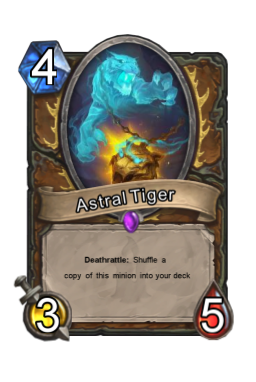 4
Astral Tiger
Deathrattle: Shuffle a
copy of this minion into your deck
3
5